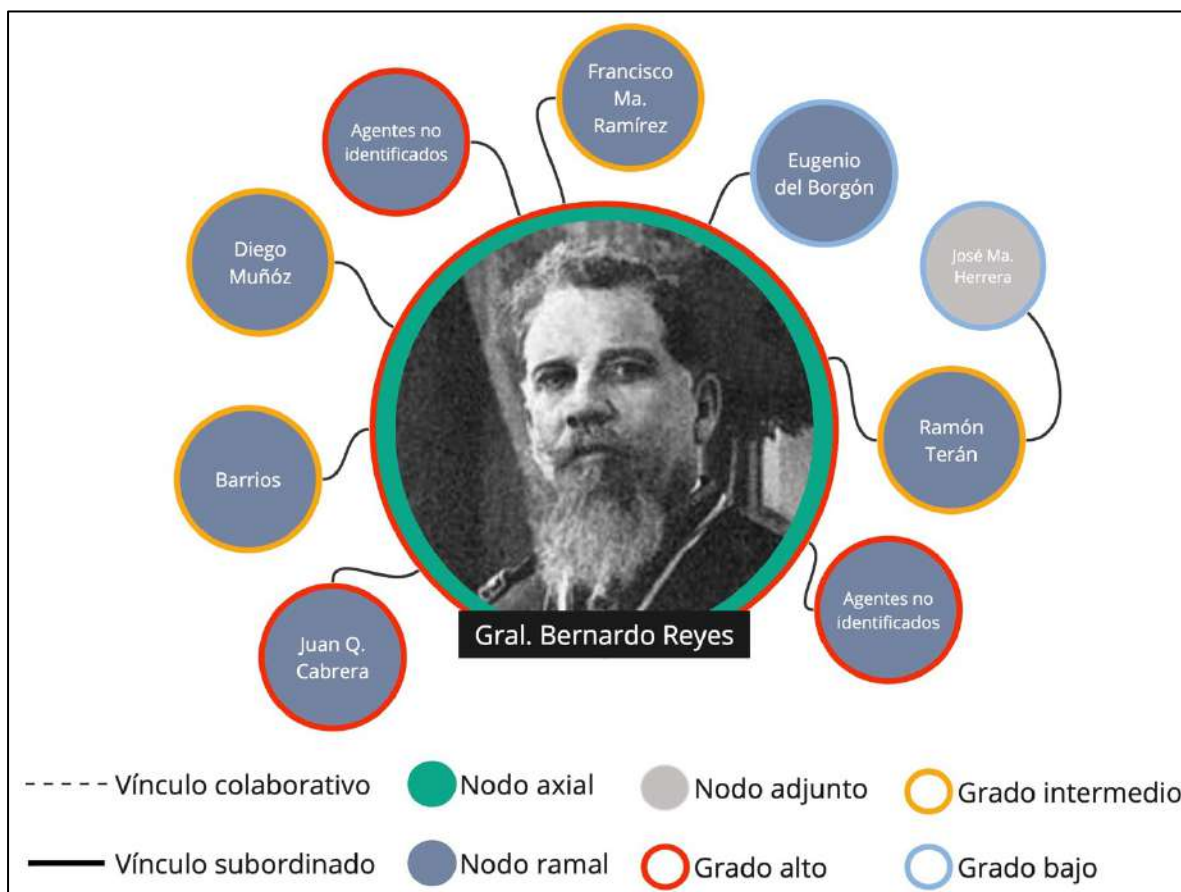 Francisco
Ma.
Ramírez
Agentes no
identificados
Eugenio
del Borgón
Diego
Muñóz
José Ma.
Herrera
Barrios
Ramón
Terán
Juan Q.
Cabrera
Agentes no
identificados
Gral. Bernardo Reyes
Vínculo colaborativo
Nodo axial
Nodo adjunto
Grado intermedio
Vínculo subordinado
Nodo ramal
Grado alto
Grado bajo